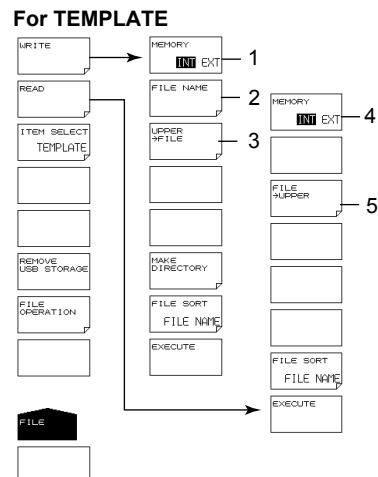 For TEMPLATE
WRITE
READ
ITEM SELECT
TEMPLATE
REMOVE
USB STORAGE
FILE
OPERATION
FILE
MEMORY
INT EXT
1
FILE NAME
2
UPPER
→FILE
3
MAKE
DIRECTORY
FILE SORT
FILE NAME
EXECUTE
MEMORY
INT EXT
4
FILE
→UPPER
5
FILE SORT
FILE NAME
EXECUTE